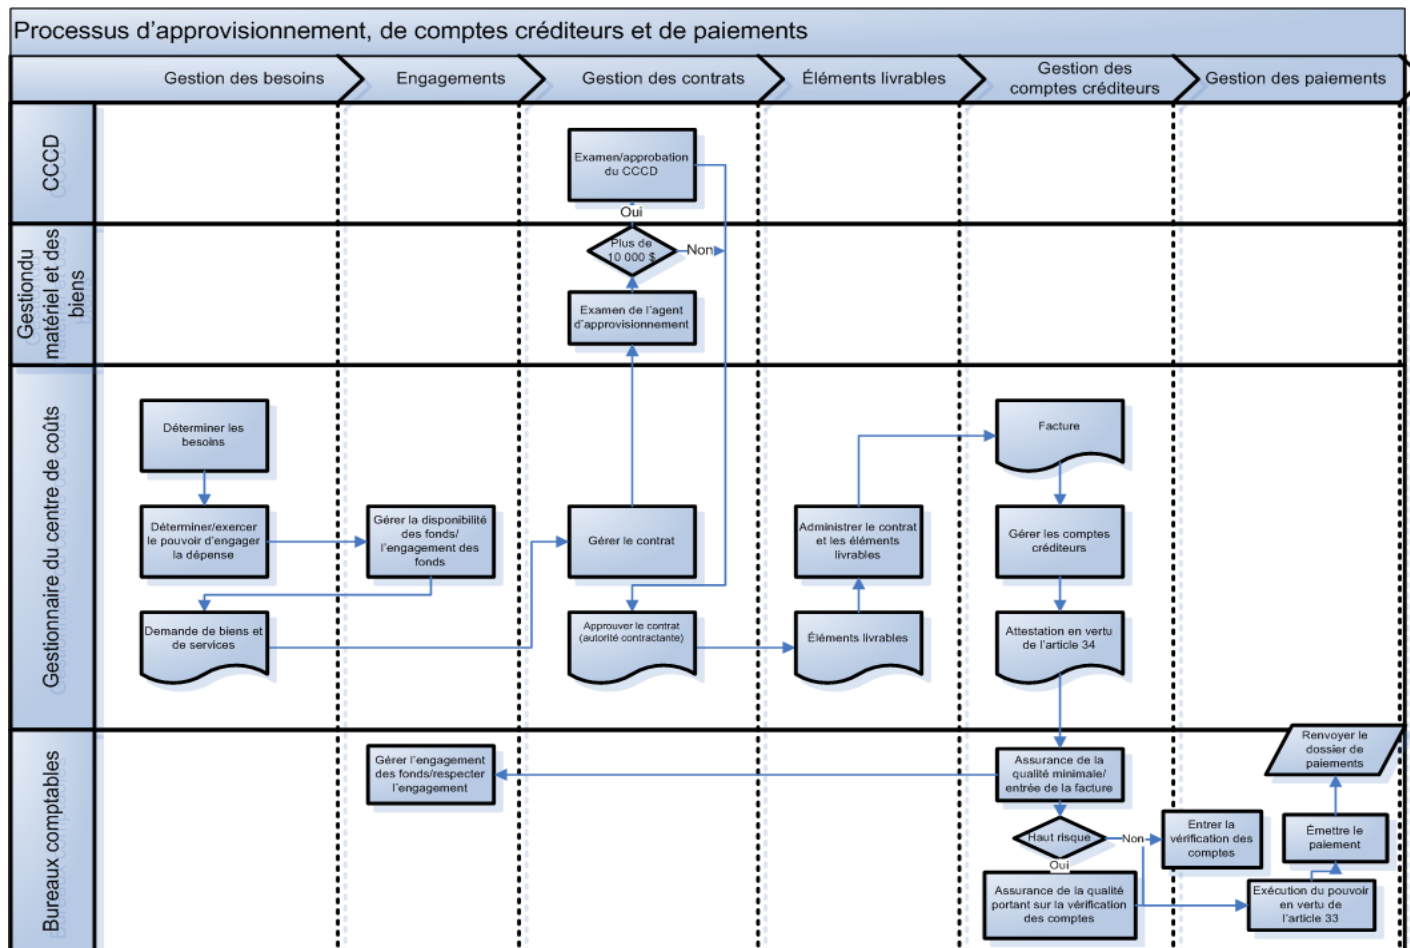 Processus d'approvisionnement, de comptes créditeurs et de paiements
Gestion des besoins
Engagements
Gestion des contrats
Éléments livrables
Gestion des
comptes créditeurs
Gestion des paiements
CCCD
Examen/approbation
du CCCD
Oui
Gestiondu
matériel et des
biens
Plus de
10 000 $
Non
Examen de l'agent
d'approvisionnement
Gestionnaire du centre de coûts
Déterminer les
besoins
Facture
Déterminer/exercer
le pouvoir d'engager
la dépense
Gérer la disponibilité
des fonds/
l'engagement des
fonds
Gérer le contrat
Administrer le contrat
et les éléments
livrables
Gérer les comptes
créditeurs
Demande de biens et
de services
Approuver le contrat
(autorité contractante)
Éléments livrables
Attestation en vertu
de l'article 34
Bureaux comptables
Gérer l'engagement
des fonds/respecter
l'engagement
Assurance de la
qualité minimale/
entrée de la facture
Renvoyer le
dossier de
paiements
Haut risque
Non
Entrer la
vérification des
comptes
Émettre le
paiement
Oui
Assurance de la qualité
portant sur la vérification
des comptes
Exécution du pouvoir
en vertu de
l'article 33